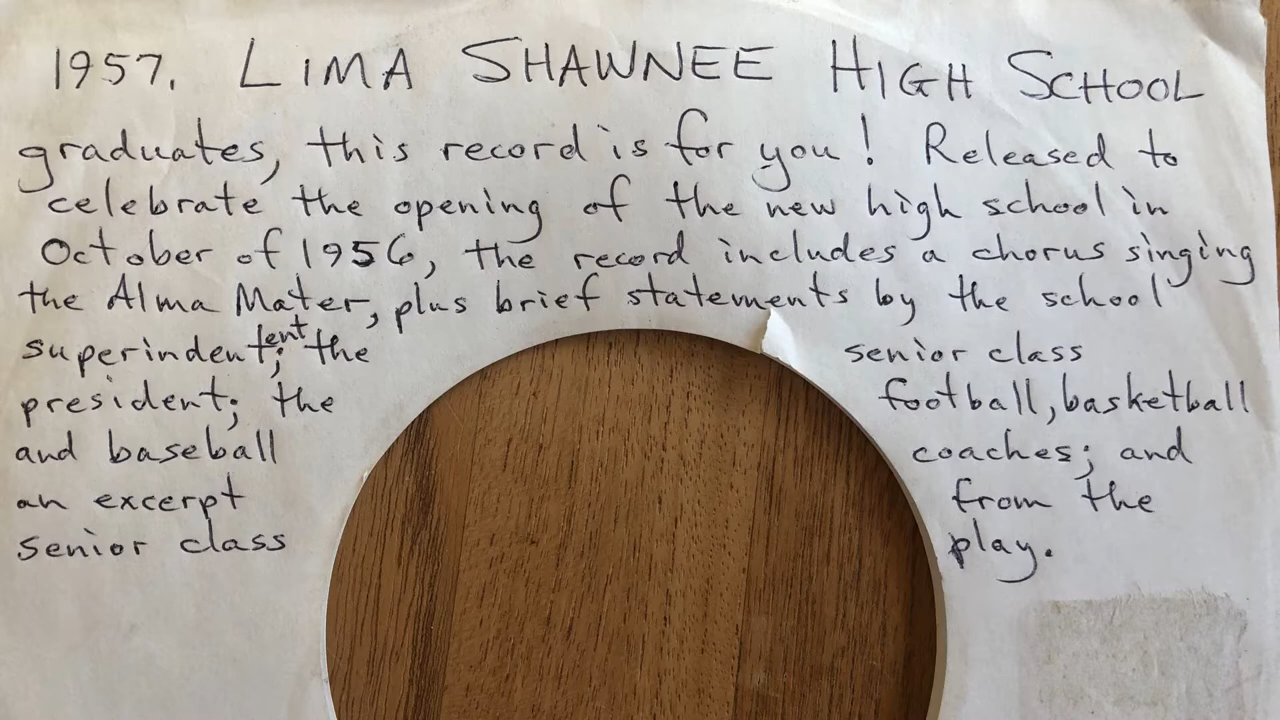 1957. LIMA SHAWNEE HIGH SCHOOL
graduates, this record is for you! Released to
celebrate the opening of the new high school in
October of 1956, the record includes a chorus singing
the Alma Mater, plus brief statements by the school
superindentent; the senior class
president; the football, basketball
and baseball coaches; and
an excerpt from the
senior class play.